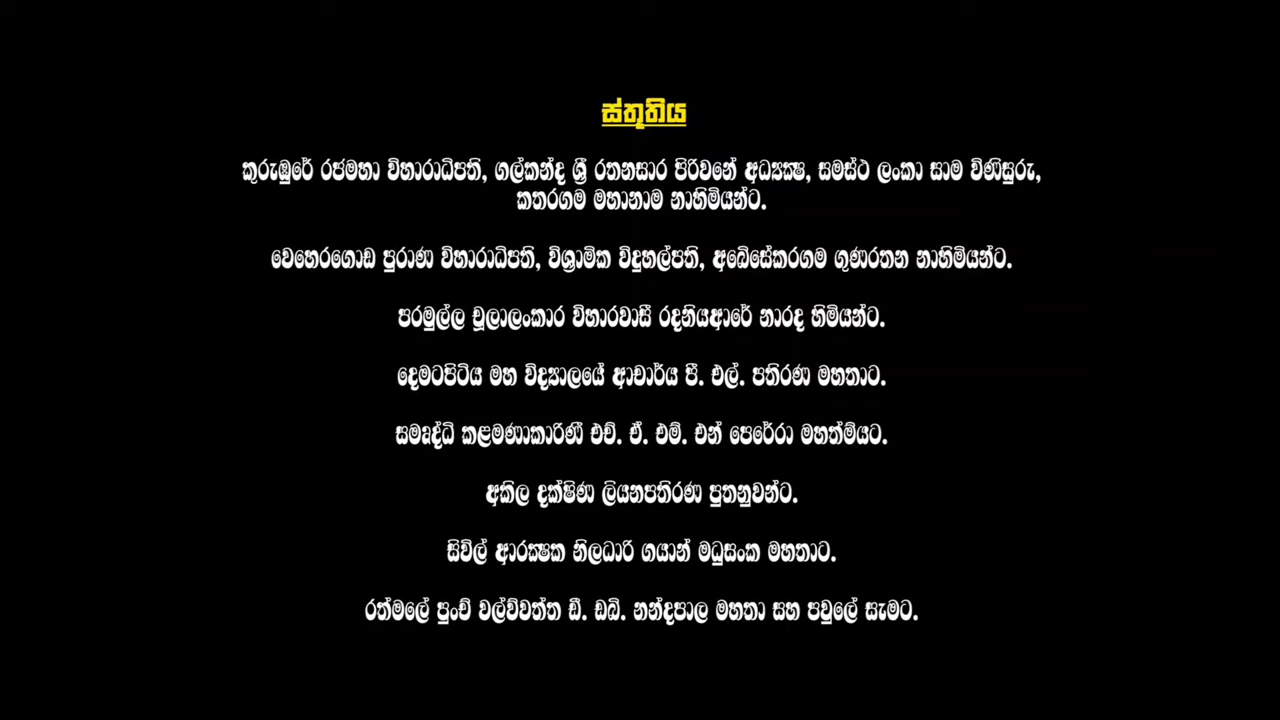 ස්තූතිය
කුරුඹුරේ රජමහා විහාරාධිපති, ගල්කන්ද ශ්‍රී රතනසාර පිරිවනේ අධ්‍යක්ෂ, සමස්ථ ලංකා සාම විනිසුරු,
කතරගම මහානාම නාහිමියන්ට.
වෙහෙරගොඩ පුරාණ විහාරාධිපති, විශ්‍රාමික විදුහල්පති, අඹේසේකරගම ගුණරතන නාහිමියන්ට.
පරමුල්ල චූලාලංකාර විහාරවාසී රදනියආරේ නාරද හිමියන්ට.
දෙමටපිටිය මහ විද්‍යාලයේ ආචාර්ය පී. එල්. පතිරණ මහතාට.
සමෘද්ධි කළමණාකාරිණී එච්. ඒ. එම්. එන් පෙරේරා මහත්මියට.
අකිල දක්ෂිණ ලියනපතිරණ පුතනුවන්ට.
සිවිල් ආරක්ෂක නිලධාරි ගයාන් මධුසංක මහතාට.
රත්මලේ පුංචි වල්ව්වත්ත ඩී. ඩබ්. නන්දපාල මහතා සහ පවුලේ සැමට.